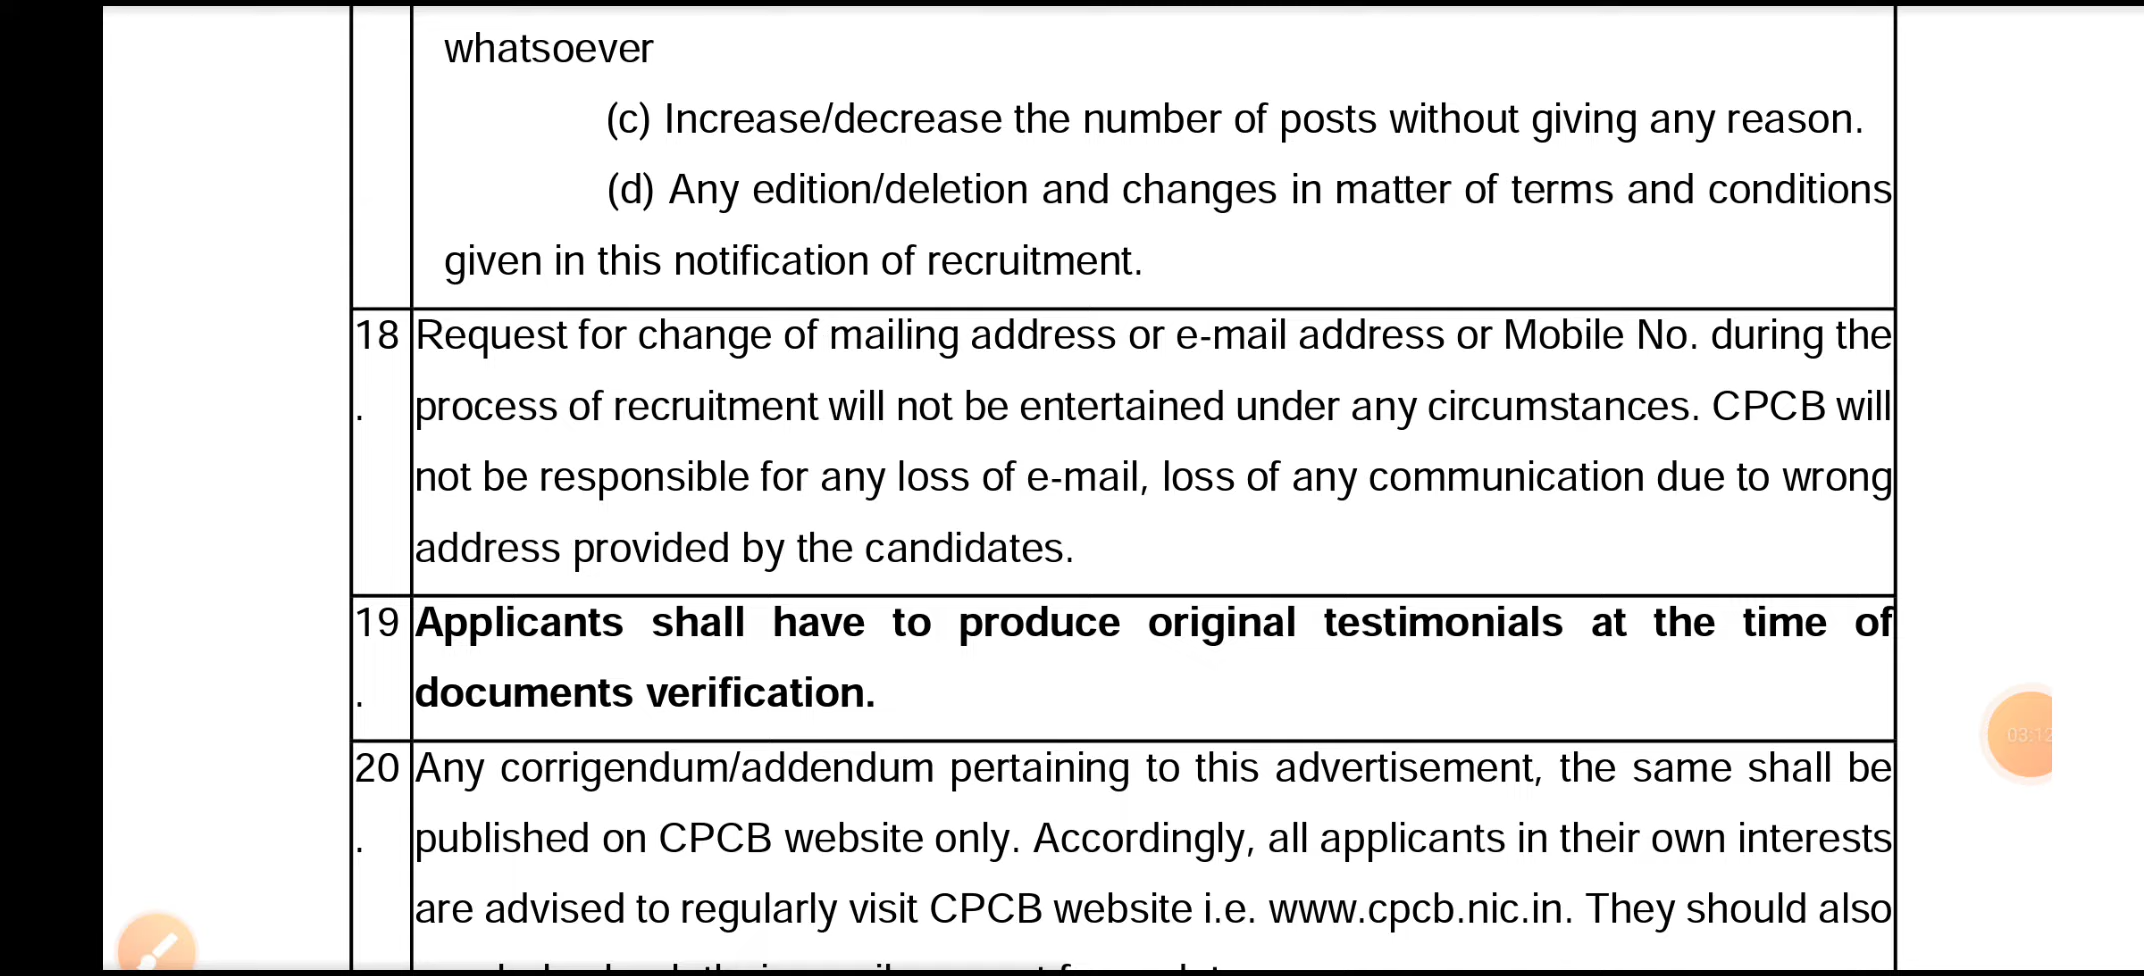 whatsoever
(c) Increase/decrease the number of posts without giving any reason.
(d) Any edition/deletion and changes in matter of terms and conditions
given in this notification of recruitment.
18 Request for change of mailing address or e-mail address or Mobile No. during the
. process of recruitment will not be entertained under any circumstances. CPCB will
not be responsible for any loss of e-mail, loss of any communication due to wrong
address provided by the candidates.
19 Applicants shall have to produce original testimonials at the time of
. documents verification.
20 Any corrigendum/addendum pertaining to this advertisement, the same shall be
. published on CPCB website only. Accordingly, all applicants in their own interests
are advised to regularly visit CPCB website i.e. www.cpcb.nic.in. They should also
03:12